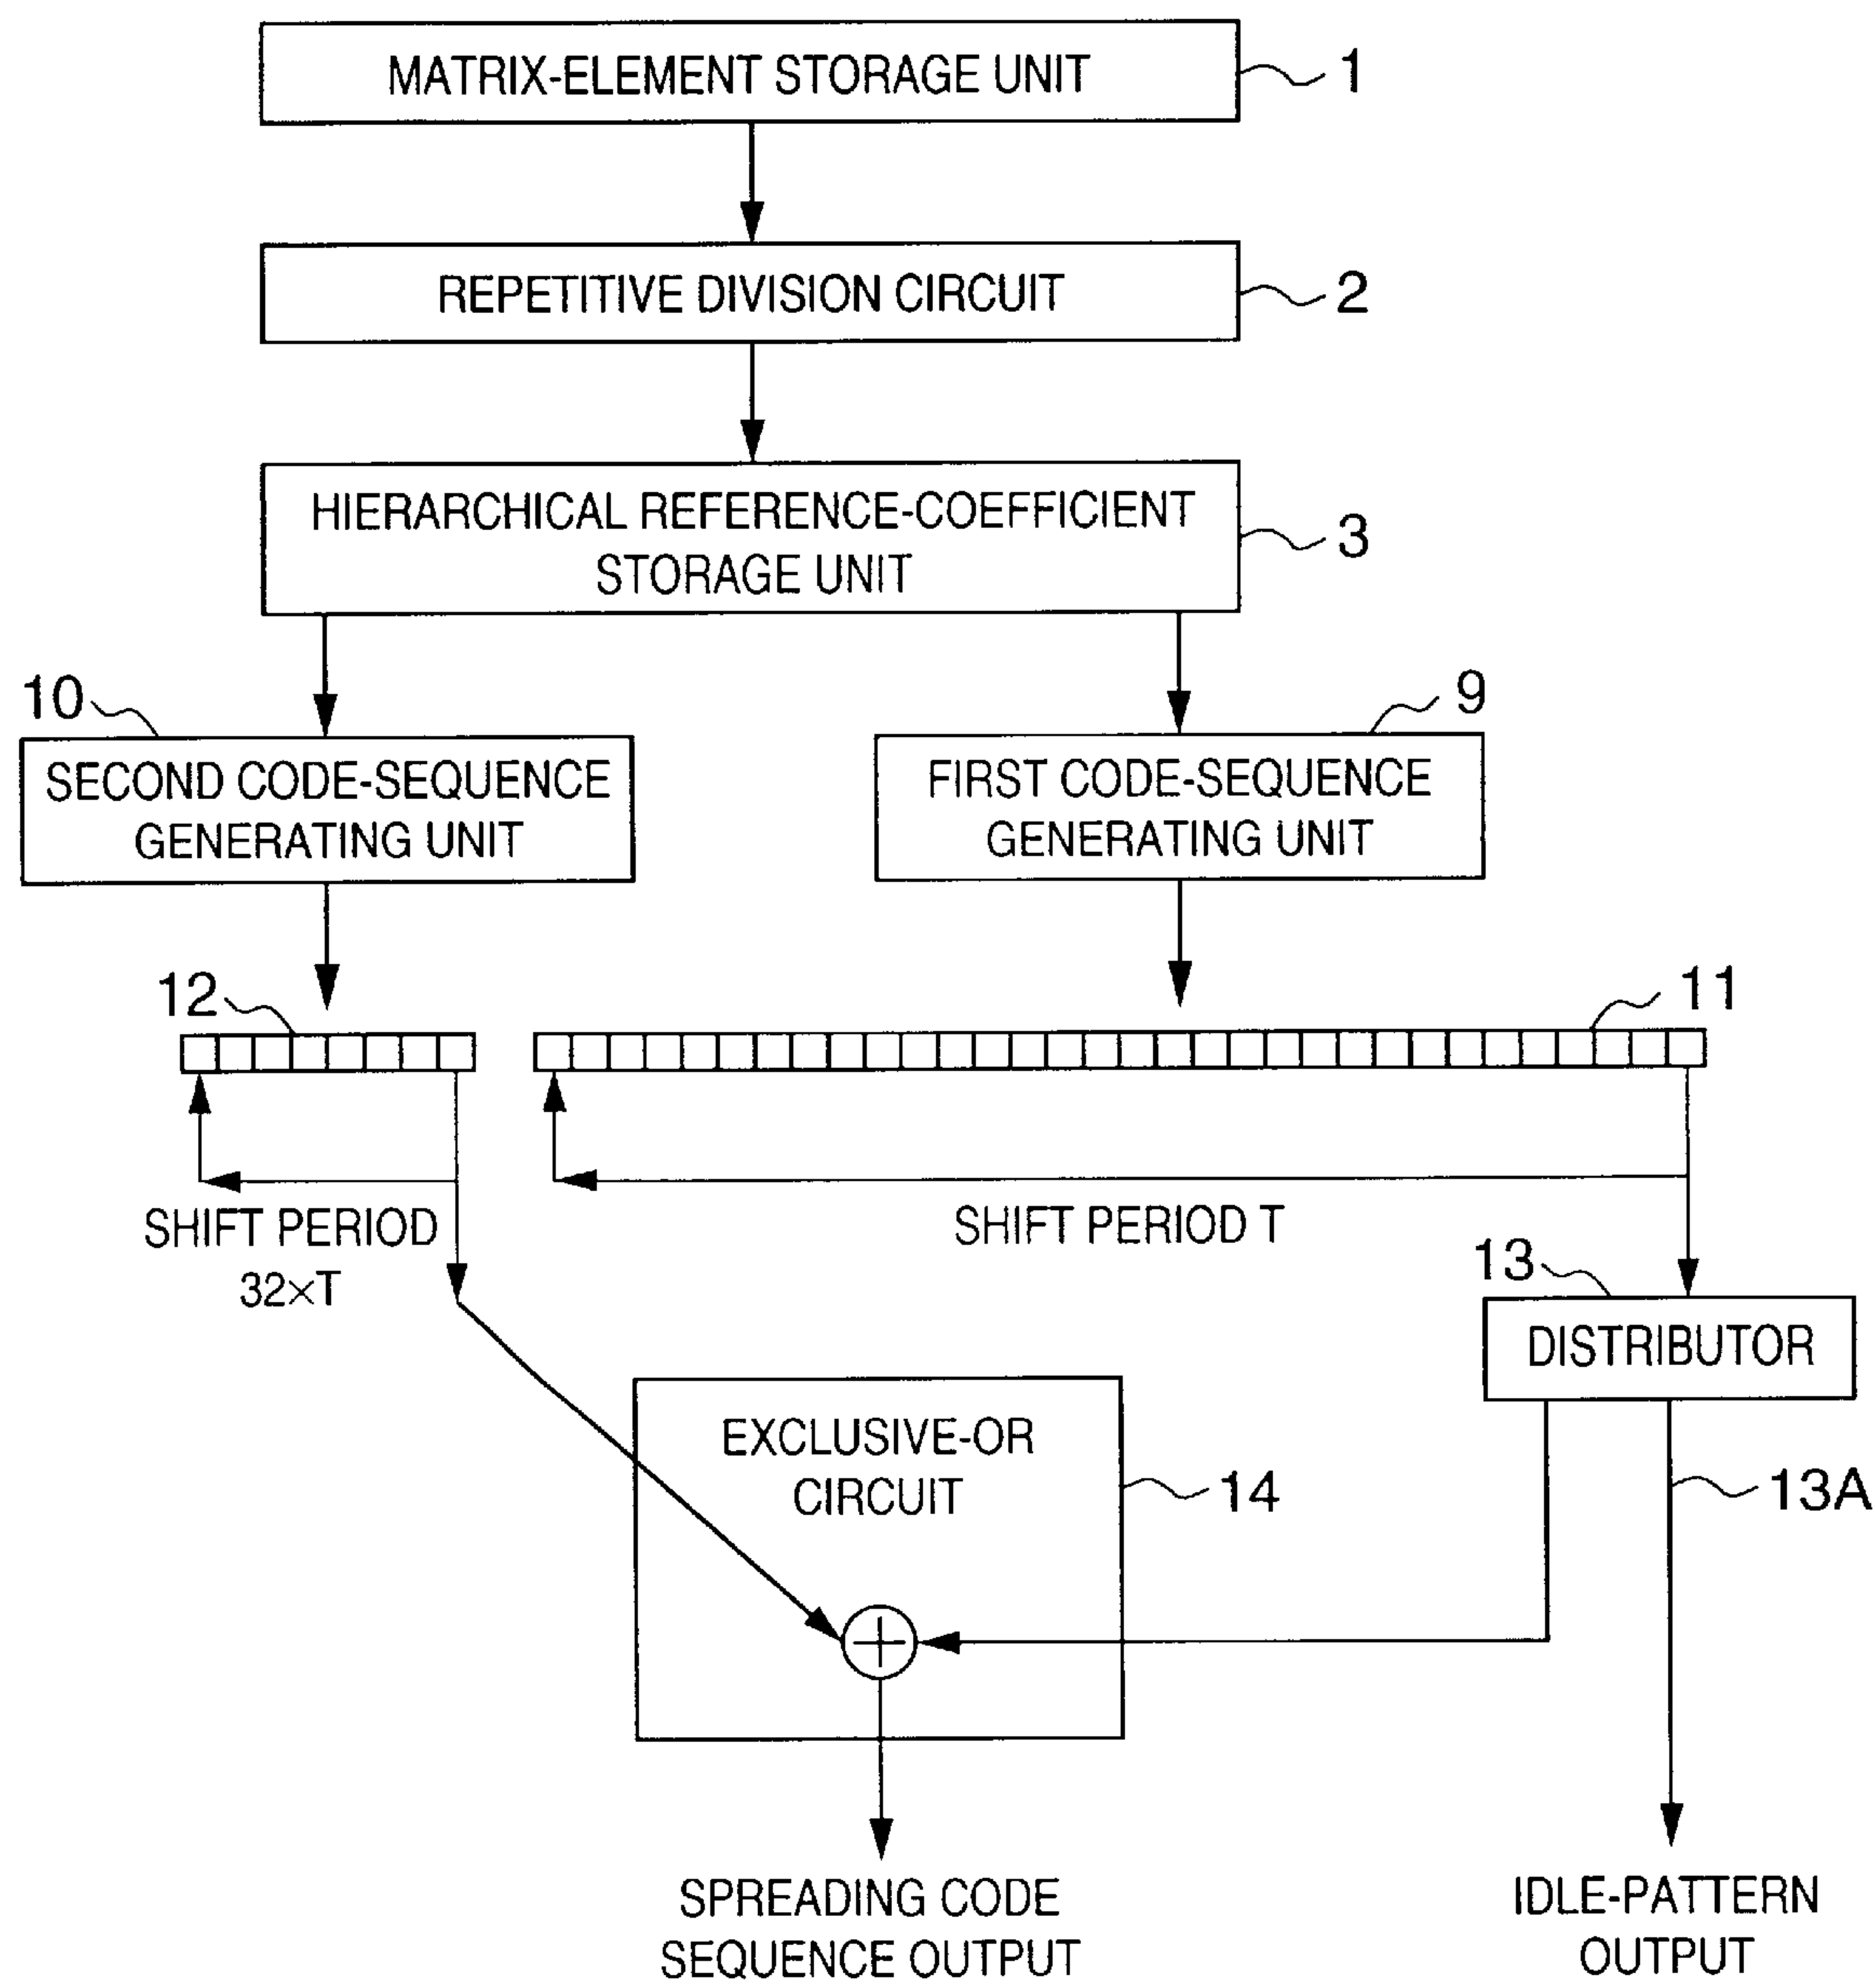 MATRIX-ELEMENT STORAGE UNIT
1
REPETITIVE DIVISION CIRCUIT
2
HIERARCHICAL REFERENCE-COEFFICIENT
STORAGE UNIT
3
10
SECOND CODE-SEQUENCE
GENERATING UNIT
9
FIRST CODE-SEQUENCE
GENERATING UNIT
12
11
SHIFT PERIOD
32×T
SHIFT PERIOD T
13
DISTRIBUTOR
EXCLUSIVE-OR
CIRCUIT
14
13A
SPREADING CODE
SEQUENCE OUTPUT
IDLE-PATTERN
OUTPUT